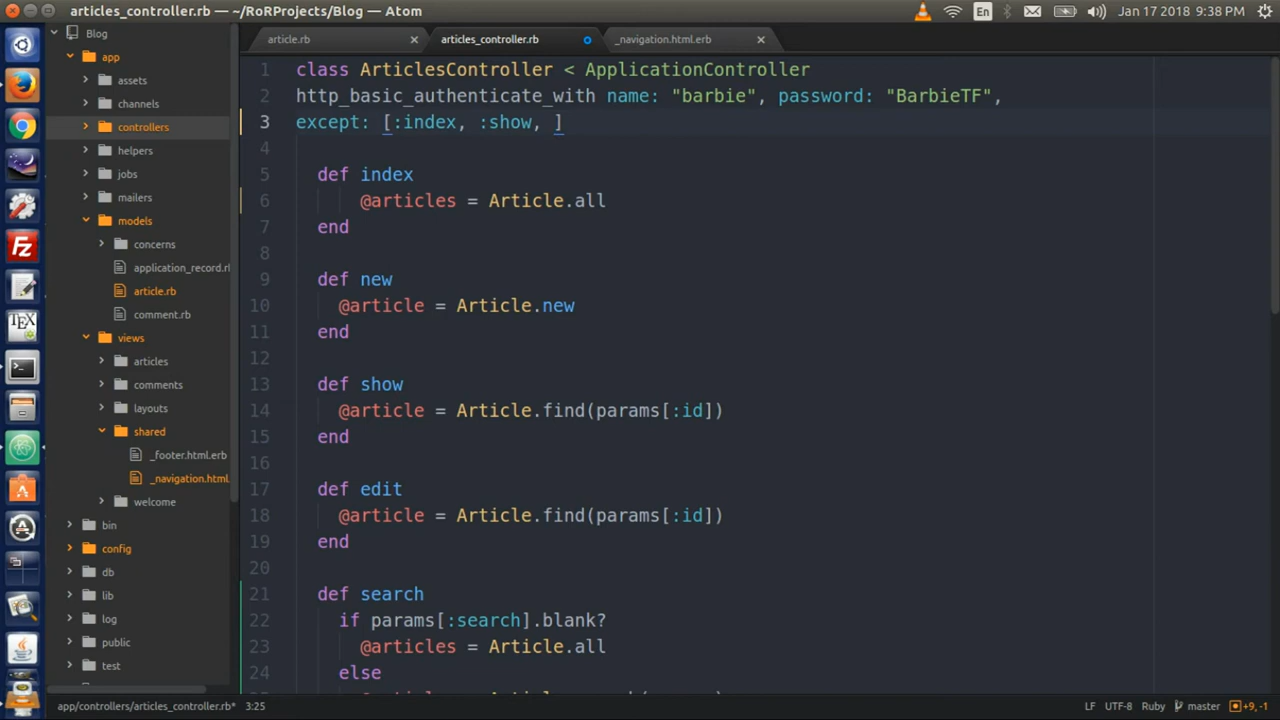 articles_controller.rb - ~/RoRProjects/Blog - Atom
En
Jan 17 2018 9:38 PM
Blog
app
assets
channels
controllers
helpers
jobs
mailers
models
concerns
application_record.r
article.rb
comment.rb
views
articles
comments
layouts
shared
_footer.html.erb
_navigation.html.
welcome
bin
config
db
lib
log
public
test
article.rb
articles_controller.rb
_navigation.html.erb
1 class ArticlesController < ApplicationController
2 http_basic_authenticate_with name: "barbie", password: "BarbieTF",
3 except: [:index, :show, ]
4
5 def index
6 @articles = Article.all
7 end
8
9 def new
10 @article = Article.new
11 end
12
13 def show
14 @article = Article.find(params[:id])
15 end
16
17 def edit
18 @article = Article.find(params[:id])
19 end
20
21 def search
22 if params[:search].blank?
23 @articles = Article.all
24 else
app/controllers/articles_controller.rb* 3:25
LF UTF-8 Ruby master +9, -1